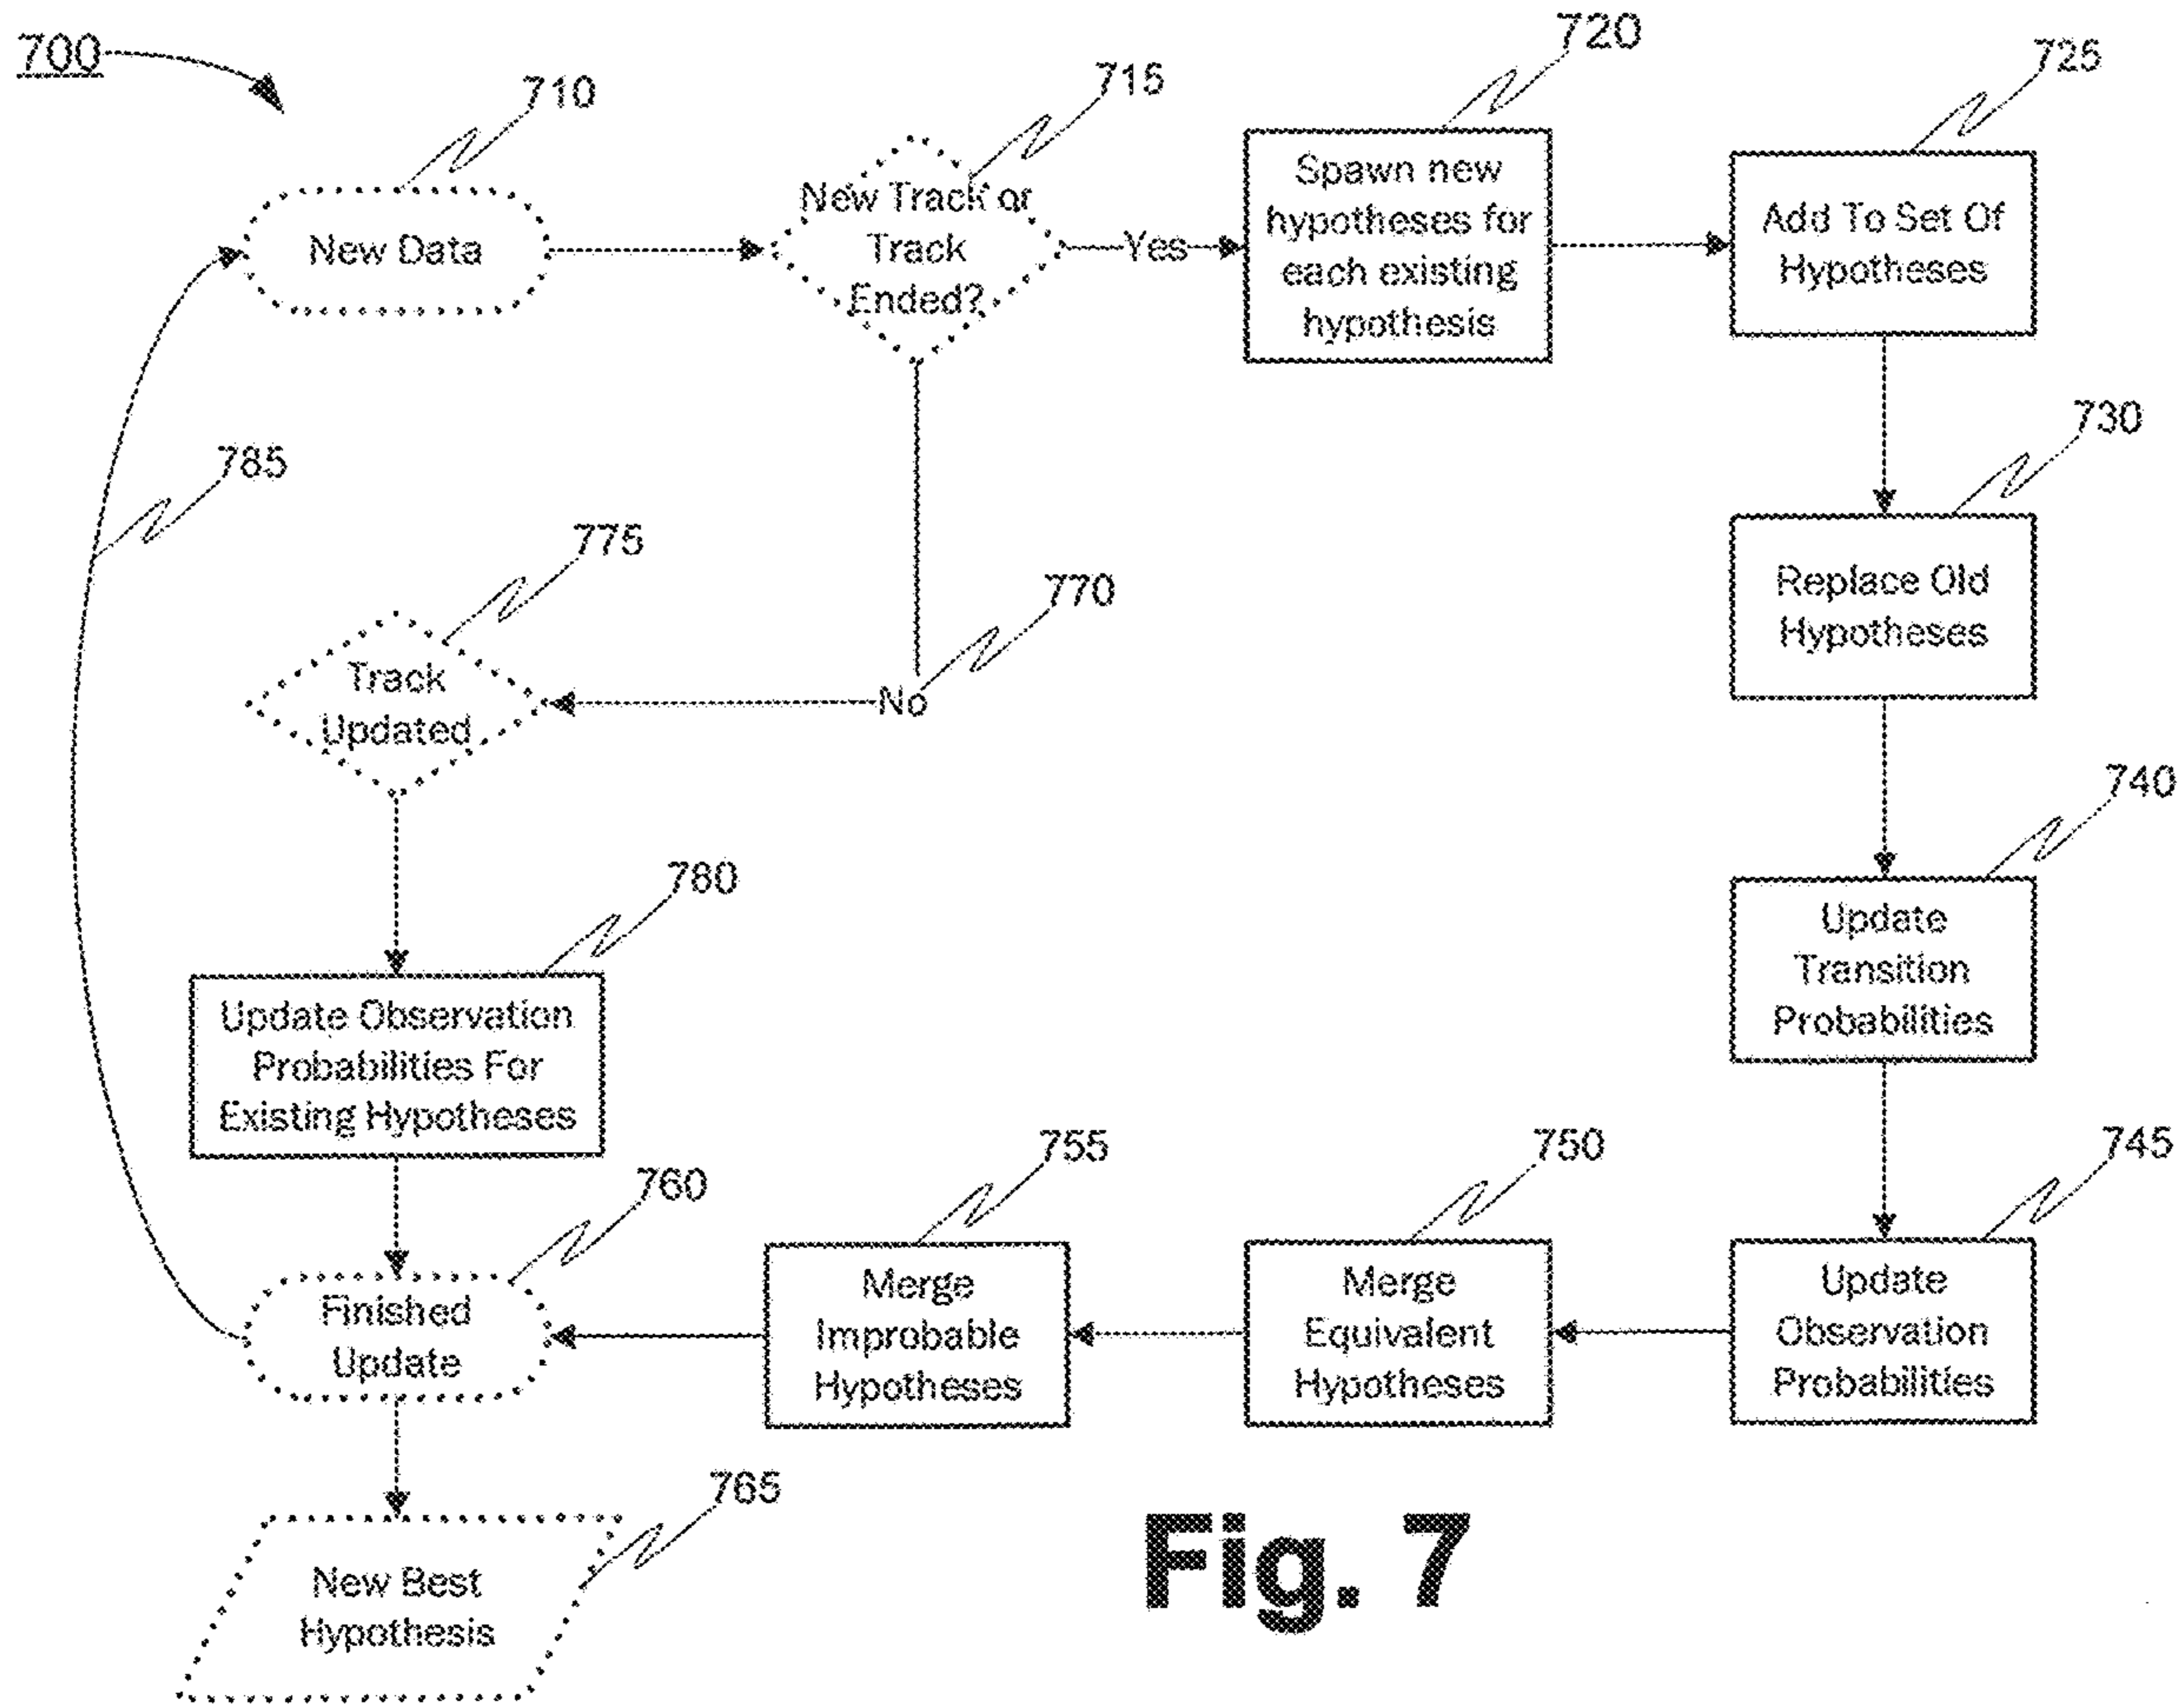 700
710
New Data
715
New Track or
Track
Ended?
Yes
720
Spawn new
hypotheses for
each existing
hypothesis
725
Add To Set Of
Hypotheses
730
Replace Old
Hypotheses
740
Update
Transition
Probabilities
745
Update
Observation
Probabilities
750
Merge
Equivalent
Hypotheses
755
Merge
Improbable
Hypotheses
770
No
775
Track
Updated
780
Update Observation
Probabilities For
Existing Hypotheses
760
Finished
Update
785
765
New Best
Hypothesis
Fig. 7